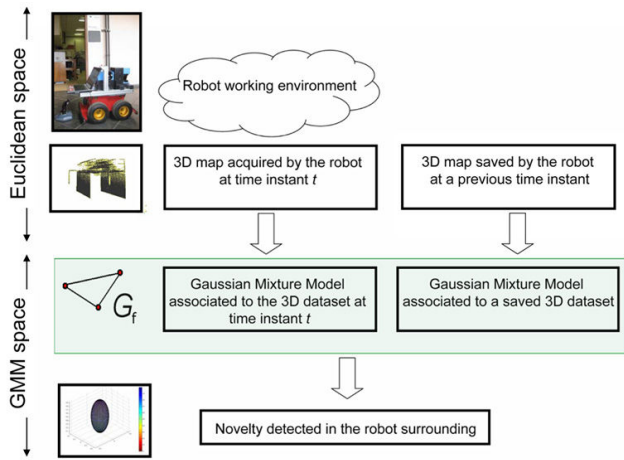 Euclidean space
Robot working environment
3D map acquired by the robot
at time instant t
3D map saved by the robot
at a previous time instant
GMM space
Gf
Gaussian Mixture Model
associated to the 3D dataset at
time instant t
Gaussian Mixture Model
associated to a saved 3D dataset
Novelty detected in the robot surrounding